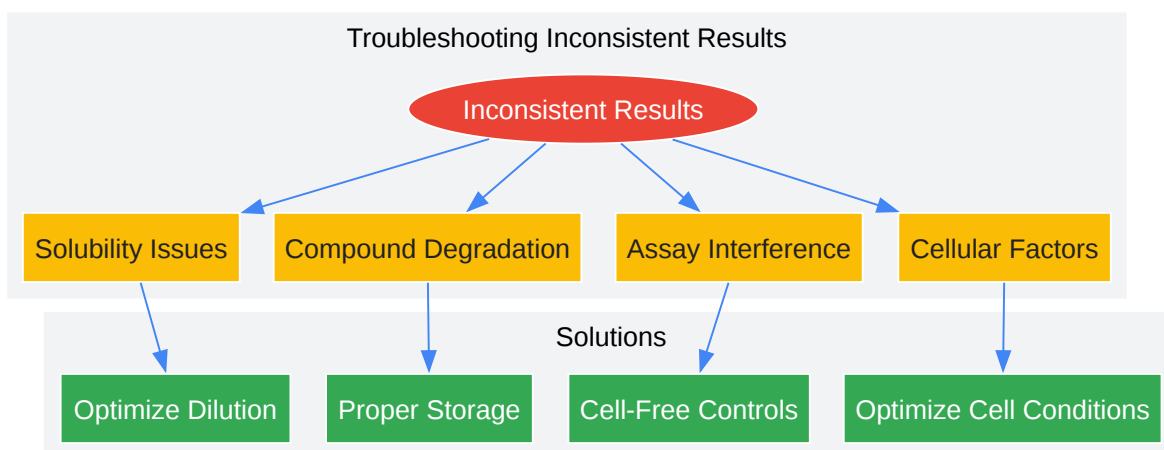 Troubleshooting Inconsistent Results
Inconsistent Results
Solubility Issues
Compound Degradation
Assay Interference
Cellular Factors
Solutions
Optimize Dilution
Proper Storage
Cell-Free Controls
Optimize Cell Conditions